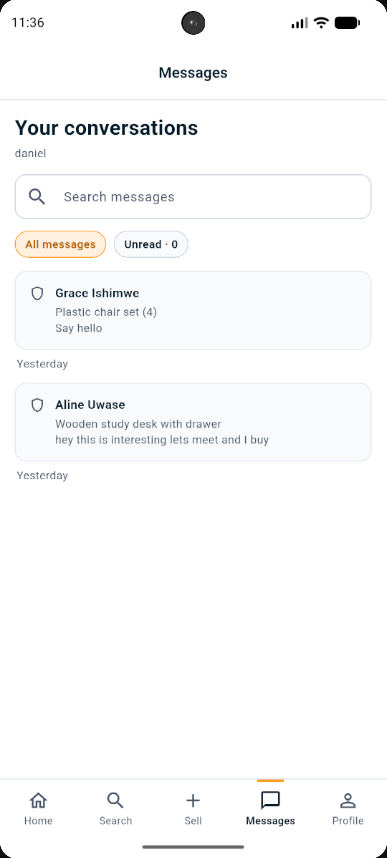 11:36
Messages
Your conversations
daniel
Search messages
All messages
Unread · 0
Grace Ishimwe
Plastic chair set (4)
Say hello
Yesterday
Aline Uwase
Wooden study desk with drawer
hey this is interesting lets meet and I buy
Yesterday
Home
Search
Sell
Messages
Profile